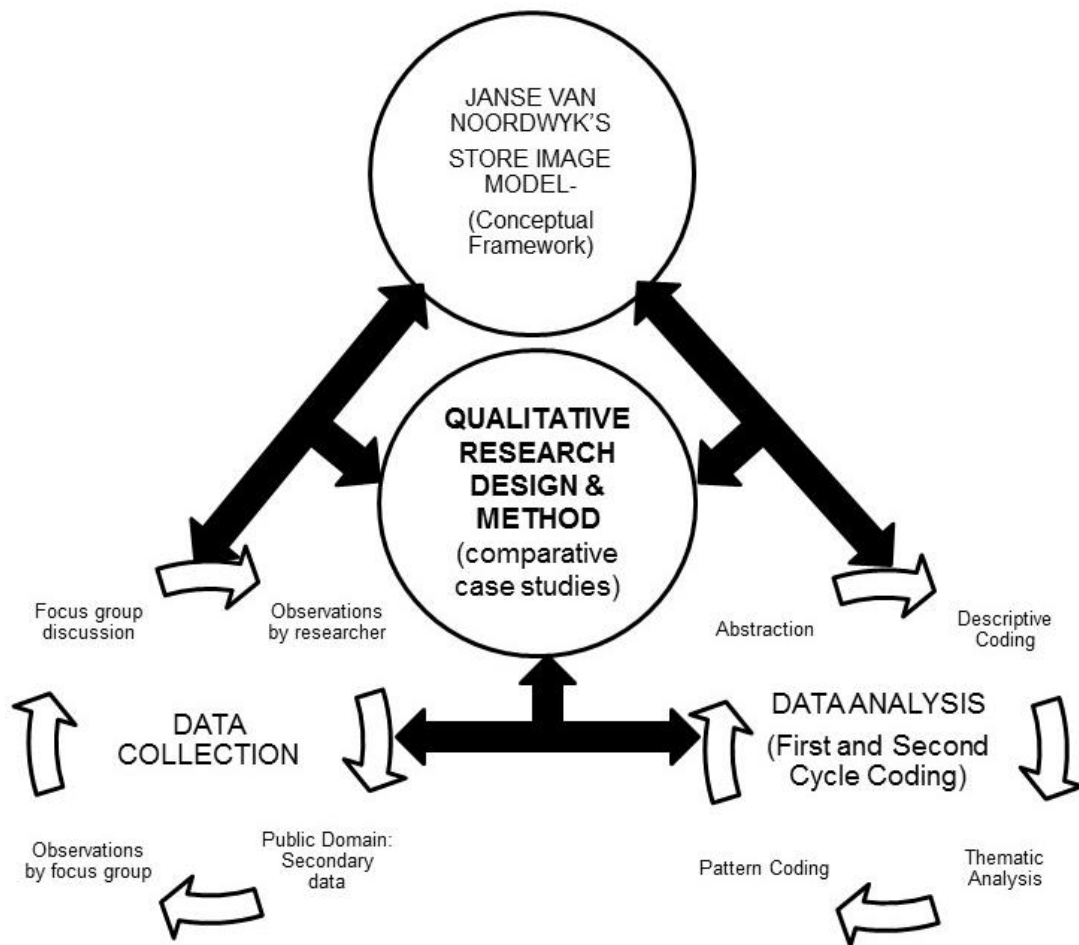 JANSE VAN
NOORDWYK'S
STORE IMAGE
MODEL-
(Conceptual
Framework)
QUALITATIVE
RESEARCH
DESIGN &
METHOD
(comparative
case studies)
Focus group
discussion
Observations
by researcher
DATA
COLLECTION
Observations
by focus group
Public Domain:
Secondary
data
Abstraction
Descriptive
Coding
DATA ANALYSIS
(First and Second
Cycle Coding)
Pattern Coding
Thematic
Analysis